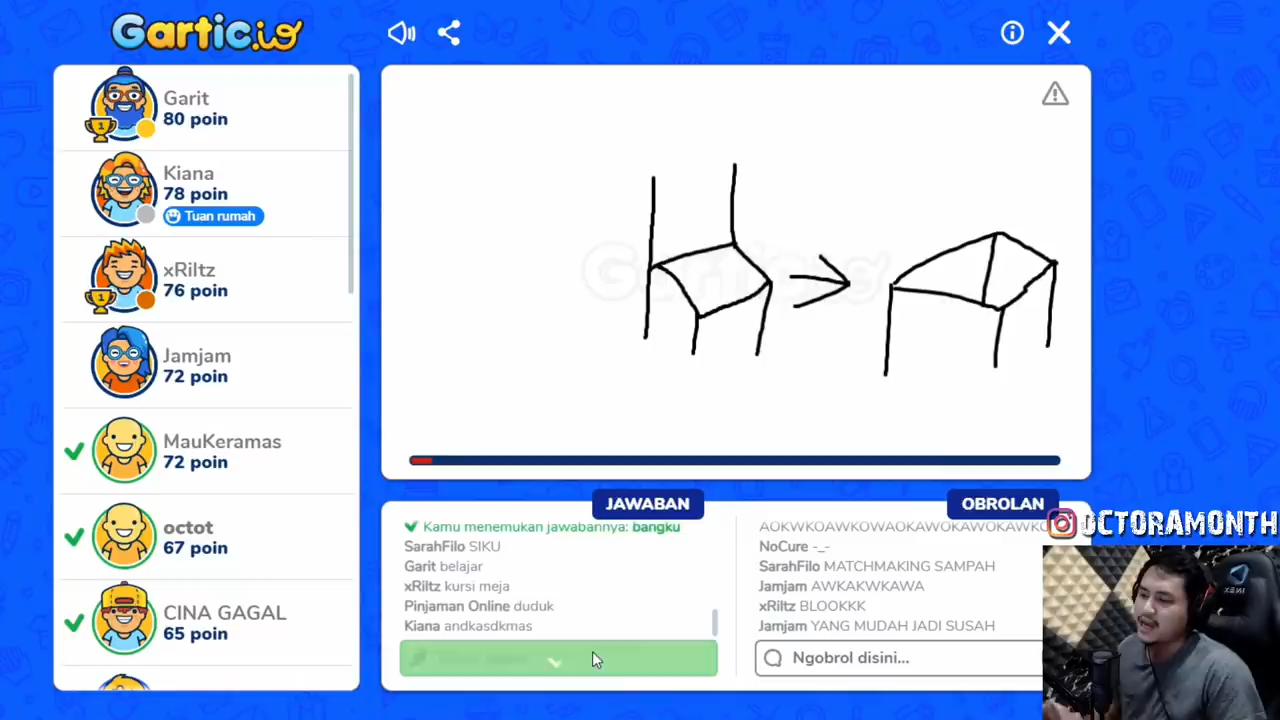 Gartic.io
Garit
80 poin
Kiana
78 poin
Tuan rumah
xRiltz
76 poin
Jamjam
72 poin
MauKeramas
72 poin
octot
67 poin
CINA GAGAL
65 poin
JAWABAN
Kamu menemukan jawabannya: bangku
SarahFilo SIKU
Garit belajar
xRiltz kursi meja
Pinjaman Online duduk
Kiana andkasdkmas
OBROLAN
AOKWKOAWKOWAOKAWOKAWOKAWKO
NoCure -_-
SarahFilo MATCHMAKING SAMPAH
Jamjam AWKAKWKAWA
xRiltz BLOOKKK
Jamjam YANG MUDAH JADI SUSAH
Ngobrol disini...
OCTORAMONTH